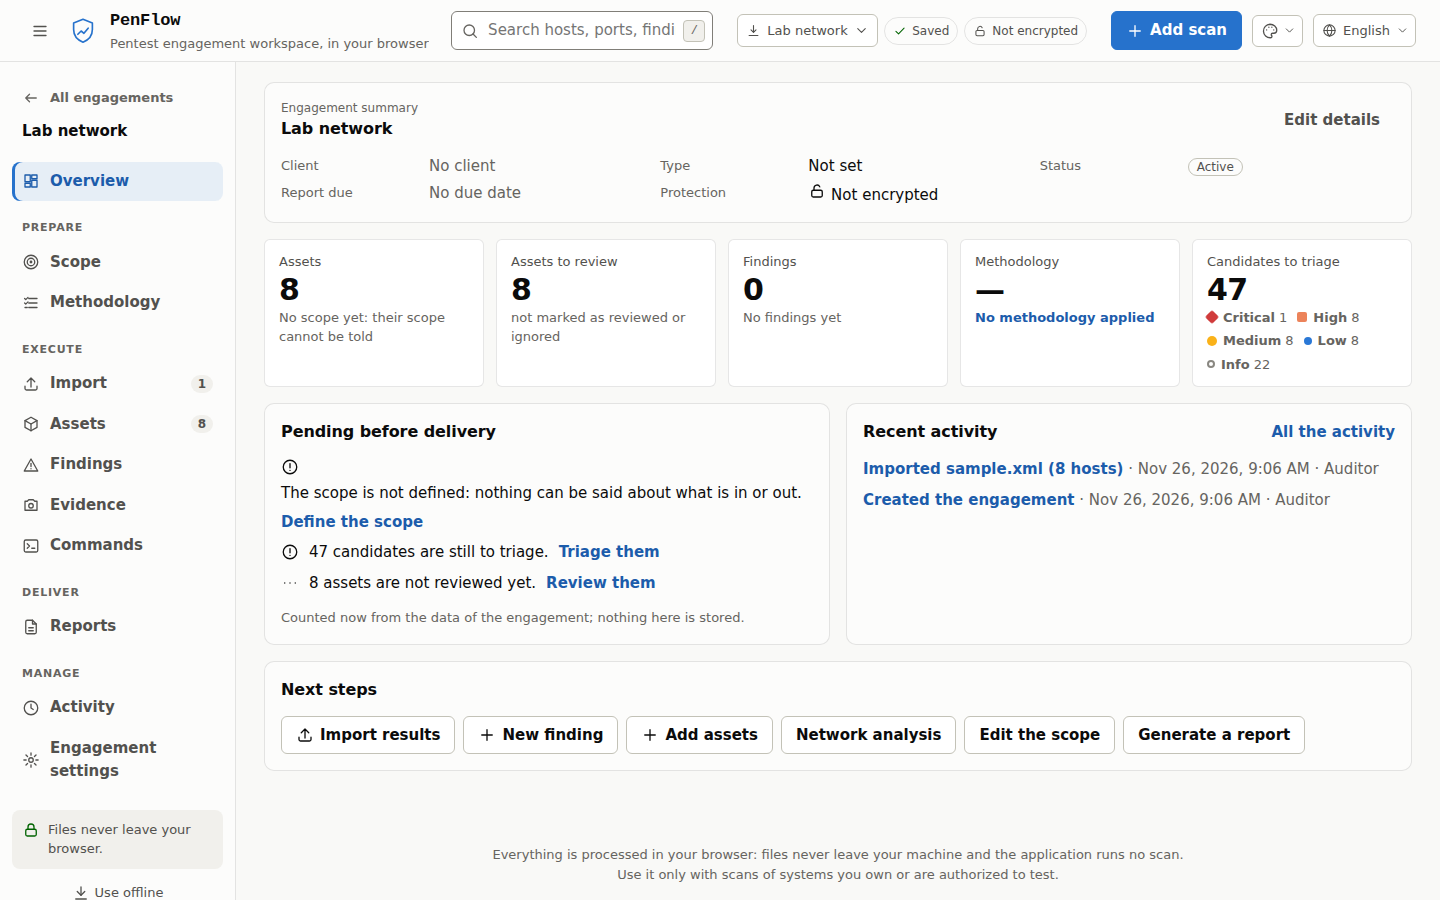 PenFlow
Pentest engagement workspace, in your browser
Search hosts, ports, findi
/
Lab network
Saved
Not encrypted
Add scan
English
All engagements
Lab network
Overview
PREPARE
Scope
Methodology
EXECUTE
Import 1
Assets 8
Findings
Evidence
Commands
DELIVER
Reports
MANAGE
Activity
Engagement
settings
Files never leave your
browser.
Use offline
Engagement summary
Lab network
Edit details
Client No client Type Not set Status Active
Report due No due date Protection Not encrypted
Assets
8
No scope yet: their scope
cannot be told
Assets to review
8
not marked as reviewed or
ignored
Findings
0
No findings yet
Methodology
—
No methodology applied
Candidates to triage
47
Critical 1 High 8
Medium 8 Low 8
Info 22
Pending before delivery
The scope is not defined: nothing can be said about what is in or out.
Define the scope
47 candidates are still to triage. Triage them
8 assets are not reviewed yet. Review them
Counted now from the data of the engagement; nothing here is stored.
Recent activity
All the activity
Imported sample.xml (8 hosts) · Nov 26, 2026, 9:06 AM · Auditor
Created the engagement · Nov 26, 2026, 9:06 AM · Auditor
Next steps
Import results
New finding
Add assets
Network analysis
Edit the scope
Generate a report
Everything is processed in your browser: files never leave your machine and the application runs no scan.
Use it only with scans of systems you own or are authorized to test.